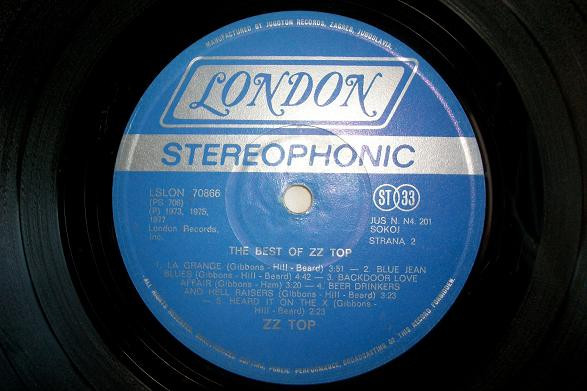 MANUFACTURED BY JUGOTON RECORDS, ZAGREB, JUGOSLAVIA.
LONDON
STEREOPHONIC
LSLON 70866
(PS 706)
(P) 1973, 1975,
1977
London Records,
Inc.
ST 33
JUS N. N4. 201
SOKOJ
STRANA 2
THE BEST OF ZZ TOP
1. LA GRANGE (Gibbons - Hill - Beard) 3:51 — 2. BLUE JEAN
BLUES (Gibbons - Hill - Beard) 4:42 — 3. BACKDOOR LOVE
AFFAIR (Gibbons - Ham) 3:20 — 4. BEER DRINKERS
AND HELL RAISERS (Gibbons - Hill - Beard) 3:23
— 5. HEARD IT ON THE X (Gibbons -
Hill - Beard) 2:23
ZZ TOP
ALL RIGHTS RESERVED. UNAUTHORIZED COPYING, PUBLIC PERFORMANCE, BROADCASTING OF THIS RECORD FORBIDDEN.